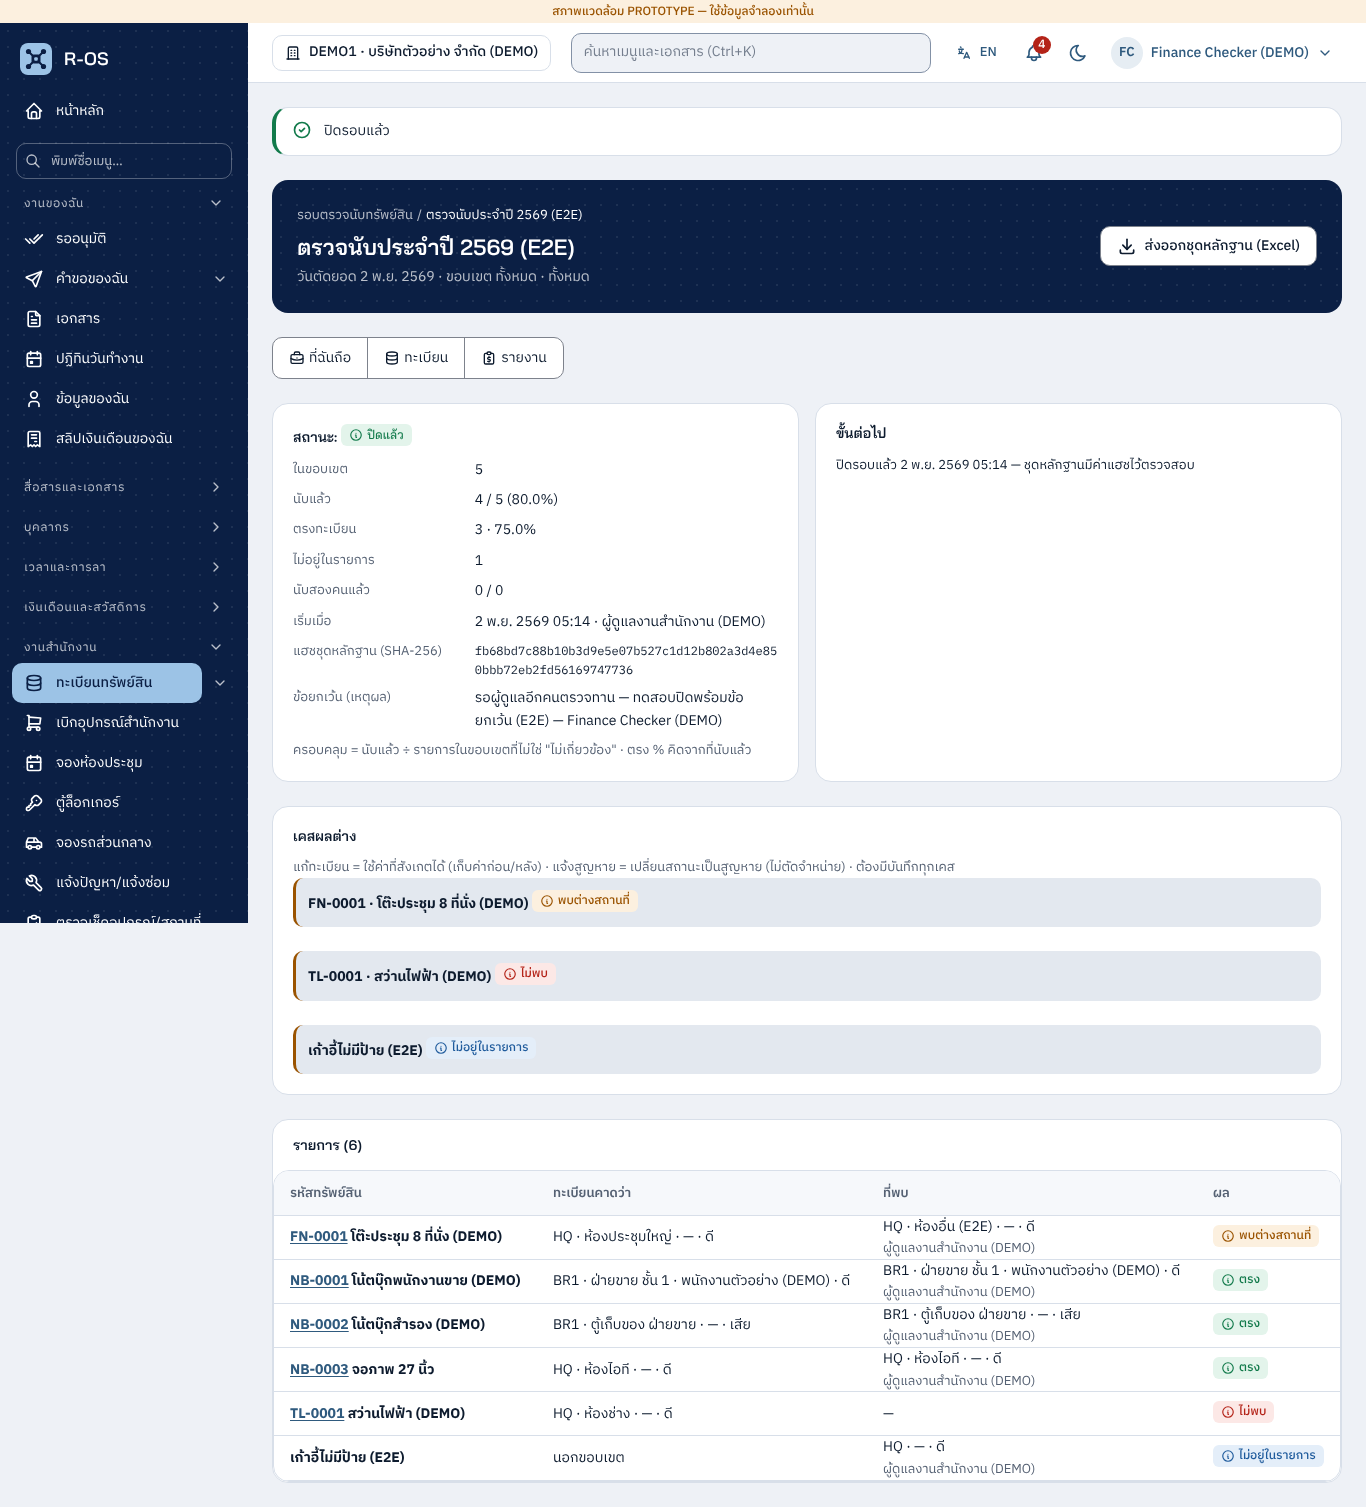 สภาพแวดล้อม PROTOTYPE — ใช้ข้อมูลจำลองเท่านั้น
R-OS
DEMO1 · บริษัทตัวอย่าง จำกัด (DEMO)
ค้นหาเมนูและเอกสาร (Ctrl+K)
EN
4
FC
Finance Checker (DEMO)
หน้าหลัก
พิมพ์ชื่อเมนู...
งานของฉัน
รออนุมัติ
คำขอของฉัน
เอกสาร
ปฏิทินวันทำงาน
ข้อมูลของฉัน
สลิปเงินเดือนของฉัน
สื่อสารและเอกสาร
บุคลากร
เวลาและการลา
เงินเดือนและสวัสดิการ
งานสำนักงาน
ทะเบียนทรัพย์สิน
เบิกอุปกรณ์สำนักงาน
จองห้องประชุม
ตู้ล็อกเกอร์
จองรถส่วนกลาง
แจ้งปัญหา/แจ้งซ่อม
ตรวจเช็คอุปกรณ์/สถานที่
ปิดรอบแล้ว
รอบตรวจนับทรัพย์สิน / ตรวจนับประจำปี 2569 (E2E)
ตรวจนับประจำปี 2569 (E2E)
วันตัดยอด 2 พ.ย. 2569 · ขอบเขต ทั้งหมด · ทั้งหมด
ส่งออกชุดหลักฐาน (Excel)
ที่ฉันถือ
ทะเบียน
รายงาน
สถานะ: ปิดแล้ว
ในขอบเขต 5
นับแล้ว 4 / 5 (80.0%)
ตรงทะเบียน 3 · 75.0%
ไม่อยู่ในรายการ 1
นับสองคนแล้ว 0 / 0
เริ่มเมื่อ 2 พ.ย. 2569 05:14 · ผู้ดูแลงานสำนักงาน (DEMO)
แฮชชุดหลักฐาน (SHA-256) fb68bd7c88b10b3d9e5e07b527c1d12b802a3d4e85
0bbb72eb2fd56169747736
ข้อยกเว้น (เหตุผล) รอผู้ดูแลอีกคนตรวจทาน — ทดสอบปิดพร้อมข้อ
ยกเว้น (E2E) — Finance Checker (DEMO)
ครอบคลุม = นับแล้ว ÷ รายการในขอบเขตที่ไม่ใช่ "ไม่เกี่ยวข้อง" · ตรง % คิดจากที่นับแล้ว
ขั้นต่อไป
ปิดรอบแล้ว 2 พ.ย. 2569 05:14 — ชุดหลักฐานมีค่าแฮชไว้ตรวจสอบ
เคสผลต่าง
แก้ทะเบียน = ใช้ค่าที่สังเกตได้ (เก็บค่าก่อน/หลัง) · แจ้งสูญหาย = เปลี่ยนสถานะเป็นสูญหาย (ไม่ตัดจำหน่าย) · ต้องมีบันทึกทุกเคส
FN-0001 · โต๊ะประชุม 8 ที่นั่ง (DEMO) พบต่างสถานที่
TL-0001 · สว่านไฟฟ้า (DEMO) ไม่พบ
เก้าอี้ไม่มีป้าย (E2E) ไม่อยู่ในรายการ
รายการ (6)
รหัสทรัพย์สิน ทะเบียนคาดว่า ที่พบ ผล
FN-0001 โต๊ะประชุม 8 ที่นั่ง (DEMO) HQ · ห้องประชุมใหญ่ · — · ดี HQ · ห้องอื่น (E2E) · — · ดี พบต่างสถานที่
ผู้ดูแลงานสำนักงาน (DEMO)
NB-0001 โน้ตบุ๊กพนักงานขาย (DEMO) BR1 · ฝ่ายขาย ชั้น 1 · พนักงานตัวอย่าง (DEMO) · ดี BR1 · ฝ่ายขาย ชั้น 1 · พนักงานตัวอย่าง (DEMO) · ดี ตรง
ผู้ดูแลงานสำนักงาน (DEMO)
NB-0002 โน้ตบุ๊กสำรอง (DEMO) BR1 · ตู้เก็บของ ฝ่ายขาย · — · เสีย BR1 · ตู้เก็บของ ฝ่ายขาย · — · เสีย ตรง
ผู้ดูแลงานสำนักงาน (DEMO)
NB-0003 จอภาพ 27 นิ้ว HQ · ห้องไอที · — · ดี HQ · ห้องไอที · — · ดี ตรง
ผู้ดูแลงานสำนักงาน (DEMO)
TL-0001 สว่านไฟฟ้า (DEMO) HQ · ห้องช่าง · — · ดี — ไม่พบ
เก้าอี้ไม่มีป้าย (E2E) นอกขอบเขต HQ · — · ดี ไม่อยู่ในรายการ
ผู้ดูแลงานสำนักงาน (DEMO)